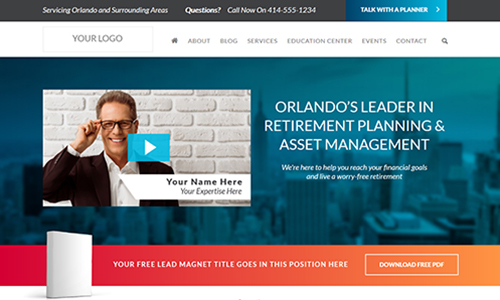 Servicing Orlando and Surrounding Areas
Questions? Call Now 414-555-1234
TALK WITH A PLANNER
YOUR LOGO
ABOUT BLOG SERVICES EDUCATION CENTER EVENTS CONTACT
ORLANDO'S LEADER IN
RETIREMENT PLANNING &
ASSET MANAGEMENT
We're here to help you reach your financial goals
and live a worry-free retirement
Your Name Here
Your Expertise Here
YOUR FREE LEAD MAGNET TITLE GOES IN THIS POSITION HERE
DOWNLOAD FREE PDF